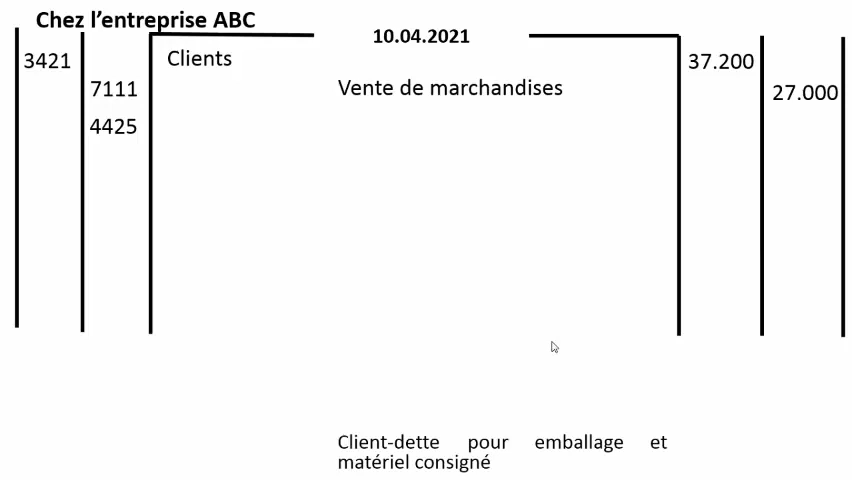 Chez l’entreprise ABC
10.04.2021
3421 Clients 37.200
7111 Vente de marchandises 27.000
4425
Client-dette pour emballage et
matériel consigné